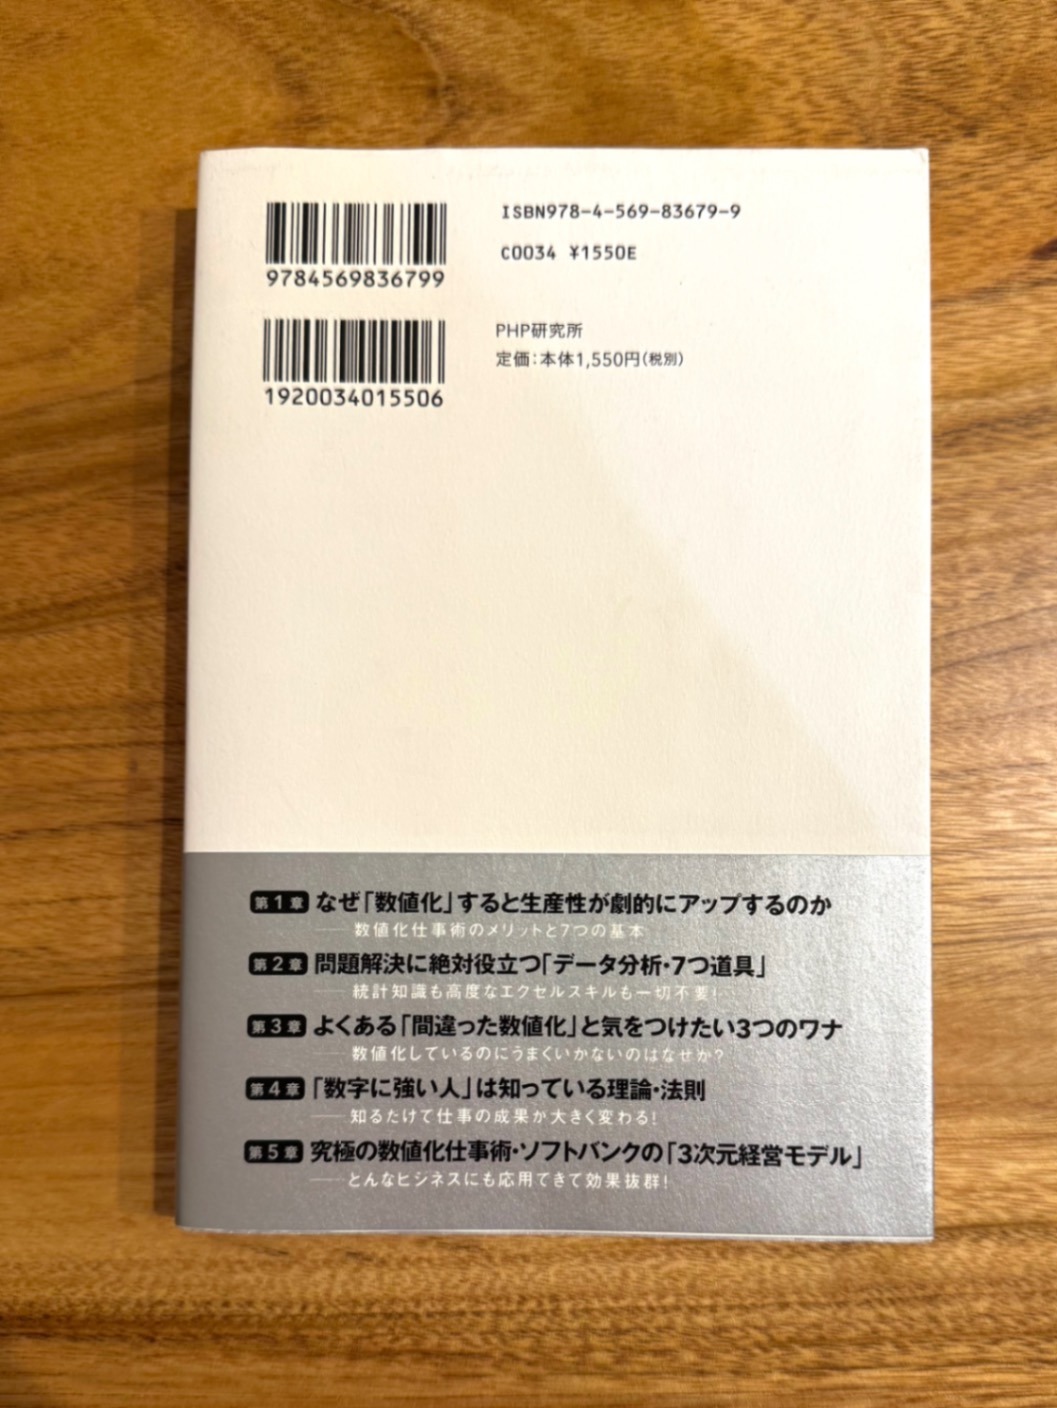 9784569836799
ISBN978-4-569-83679-9
C0034 ¥1550E
1920034015506
PHP研究所
定価：本体1,550円（税別）
第1章 なぜ「数値化」すると生産性が劇的にアップするのか
――数値化仕事術のメリットと7つの基本
第2章 問題解決に絶対役立つ「データ分析・7つ道具」
――統計知識も高度なエクセルスキルも一切不要！
第3章 よくある「間違った数値化」と気をつけたい3つのワナ
――数値化しているのにうまくいかないのはなぜか？
第4章 「数字に強い人」は知っている理論・法則
――知るだけで仕事の成果が大きく変わる！
第5章 究極の数値化仕事術・ソフトバンクの「3次元経営モデル」
――どんなビジネスにも応用できて効果抜群！